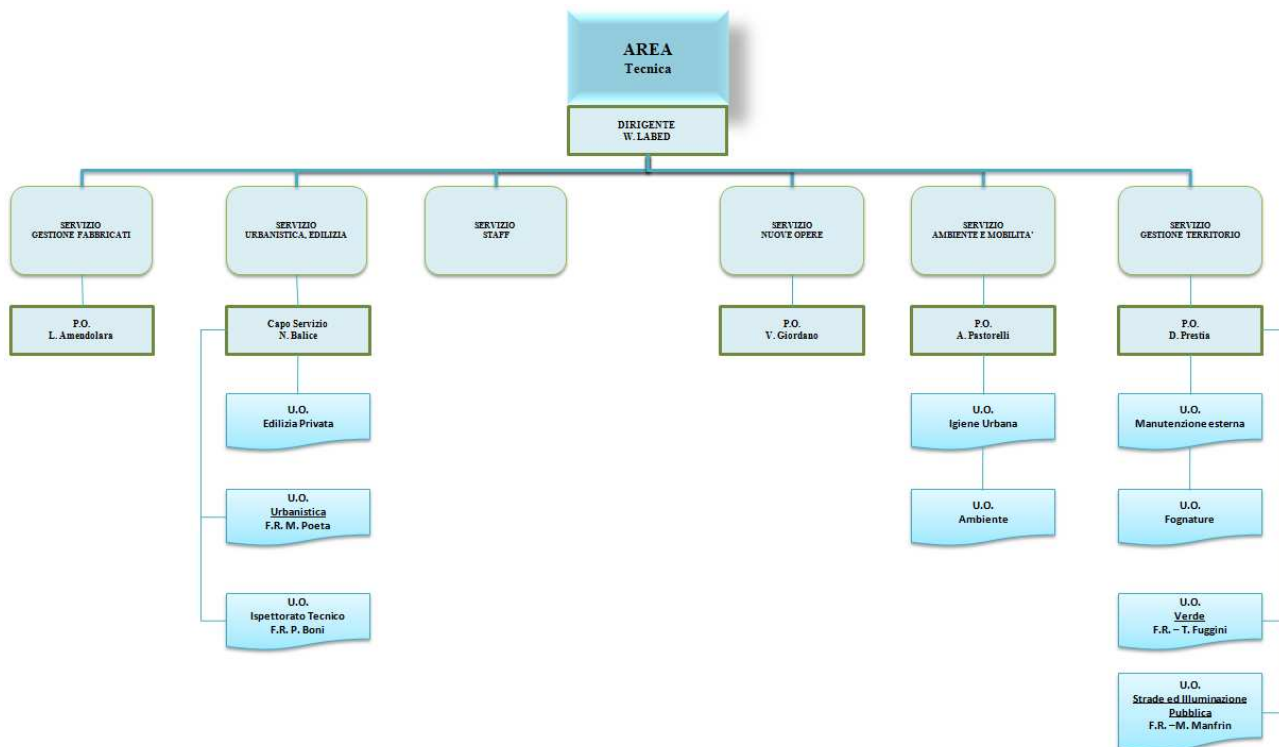 AREA
Tecnica
DIRIGENTE
W. LABED
SERVIZIO
GESTIONE FABBRICATI
SERVIZIO
URBANISTICA, EDILIZIA
SERVIZIO
STAFF
SERVIZIO
NUOVE OPERE
SERVIZIO
AMBIENTE E MOBILITA'
SERVIZIO
GESTIONE TERRITORIO
P.O.
L. Amendolara
Capo Servizio
N. Balice
P.O.
V. Giordano
P.O.
A. Pastorelli
P.O.
D. Prestia
U.O.
Edilizia Privata
U.O.
Igiene Urbana
U.O.
Manutenzione esterna
U.O.
Urbanistica
F.R. M. Poeta
U.O.
Ambiente
U.O.
Fognature
U.O.
Ispettorato Tecnico
F.R. P. Boni
U.O.
Verde
F.R. – T. Fuggini
U.O.
Strade ed Illuminazione
Pubblica
F.R. –M. Manfrin